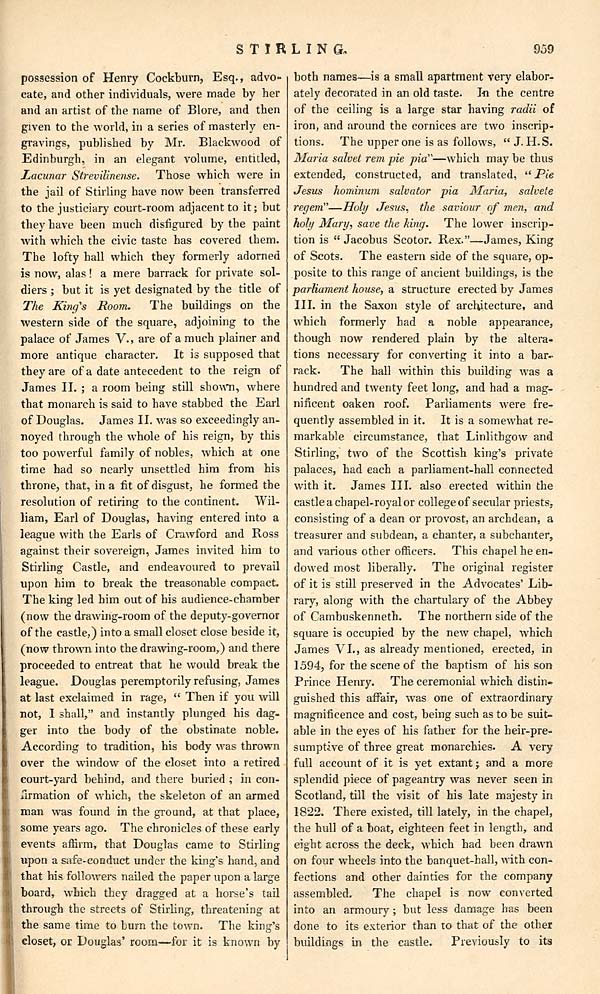 STIRLING.
959
possession of Henry Cockburn, Esq., advo-
cate, and other individuals, were made by her
and an artist of the name of Blore, and then
given to the world, in a series of masterly en-
gravings, published by Mr. Blackwood of
Edinburgh, in an elegant volume, entitled,
Lacunar Strevilinense. Those which were in
the jail of Stirling have now been transferred
to the justiciary court-room adjacent to it; but
they have been much disfigured by the paint
with which the civic taste has covered them.
The lofty hall which they formerly adorned
is now, alas! a mere barrack for private sol-
diers; but it is yet designated by the title of
The King's Room. The buildings on the
western side of the square, adjoining to the
palace of James V., are of a much plainer and
more antique character. It is supposed that
they are of a date antecedent to the reign of
James II.; a room being still shown, where
that monarch is said to have stabbed the Earl
of Douglas. James II. was so exceedingly an-
noyed through the whole of his reign, by this
too powerful family of nobles, which at one
time had so nearly unsettled him from his
throne, that, in a fit of disgust, he formed the
resolution of retiring to the continent. Wil-
liam, Earl of Douglas, having entered into a
league with the Earls of Crawford and Ross
against their sovereign, James invited him to
Stirling Castle, and endeavoured to prevail
upon him to break the treasonable compact.
The king led him out of his audience-chamber
(now the drawing-room of the deputy-governor
of the castle,) into a small closet close beside it,
(now thrown into the drawing-room,) and there
proceeded to entreat that he would break the
league. Douglas peremptorily refusing, James
at last exclaimed in rage, " Then if you will
not, I shall," and instantly plunged his dag-
ger into the body of the obstinate noble.
According to tradition, his body was thrown
over the window of the closet into a retired
court-yard behind, and there buried; in con-
firmation of which, the skeleton of an armed
man was found in the ground, at that place,
some years ago. The chronicles of these early
events affirm, that Douglas came to Stirling
upon a safe-conduct under the king's hand, and
that his followers nailed the paper upon a large
board, which they dragged at a horse's tail
through the streets of Stirling, threatening at
the same time to burn the town. The king's
closet, or Douglas' room—for it is known by
both names—is a small apartment very elabor-
ately decorated in an old taste. In the centre
of the ceiling is a large star having radii of
iron, and around the cornices are two inscrip-
tions. The upper one is as follows, " J. H. S.
Maria salvet rem pie pia"—which may be thus
extended, constructed, and translated, " Pie
Jesus hominum salvator pia Maria, salvete
regem"—Holy Jesus, the saviour of men, and
holy Mary, save the king. The lower inscrip-
tion is " Jacobus Scotor. Rex."—James, King
of Scots. The eastern side of the square, op-
posite to this range of ancient buildings, is the
parliament house, a structure erected by James
III. in the Saxon style of architecture, and
which formerly had a noble appearance,
though now rendered plain by the altera-
tions necessary for converting it into a bar-
rack. The hall within this building was a
hundred and twenty feet long, and had a mag-
nificent oaken roof. Parliaments were fre-
quently assembled in it. It is a somewhat re-
markable circumstance, that Linlithgow and
Stirling, two of the Scottish king's private
palaces, had each a parliament-hall connected
with it. James III. also erected within the
castle a chapel-royal or college of secular priests,
consisting of a dean or provost, an archdean, a
treasurer and subdean, a chanter, a subchanter,
and various other officers. This chapel he en-
dowed most liberally. The original register
of it is still preserved in the Advocates' Lib-
rary, along with the chartulary of the Abbey
of Cambuskenneth. The northern side of the
square is occupied by the new chapel, which
James VI., as already mentioned, erected, in
1594, for the scene of the baptism of his son
Prince Henry. The ceremonial which distin-
guished this affair, was one of extraordinary
magnificence and cost, being such as to be suit-
able in the eyes of his father for the heir-pre-
sumptive of three great monarchies. A very
full account of it is yet extant; and a more
splendid piece of pageantry was never seen in
Scotland, till the visit of his late majesty in
1822. There existed, till lately, in the chapel,
the hull of a boat, eighteen feet in length, and
eight across the deck, which had been drawn
on four wheels into the banquet-hall, with con-
fections and other dainties for the company
assembled. The chapel is now converted
into an armoury; but less damage has been
done to its exterior than to that of the other
buildings in the castle. Previously to its